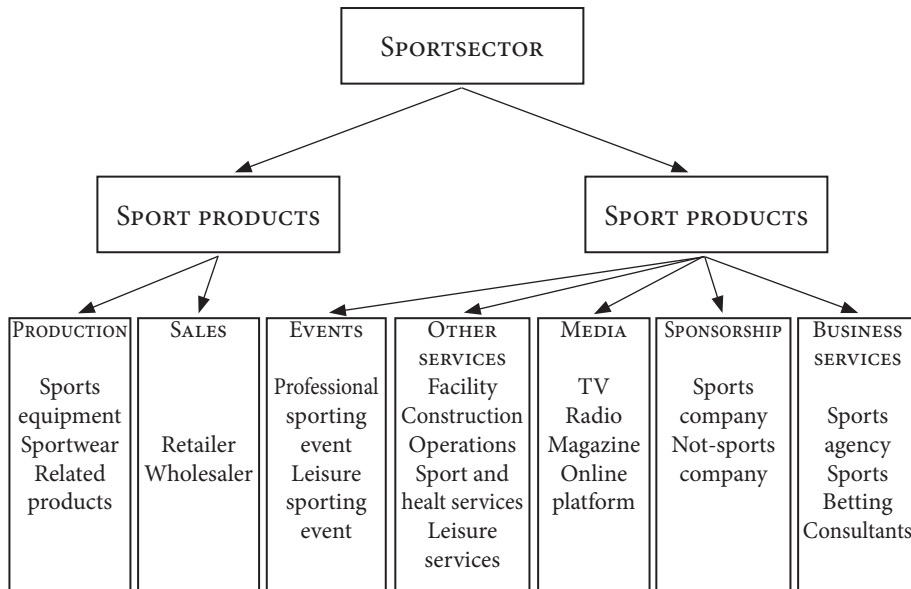 Sportsector
Sport products
Sport products
Production
Sports
equipment
Sportwear
Related
products
Sales
Retailer
Wholesaler
Events
Professional
sporting
event
Leisure
sporting
event
Other
services
Facility
Construction
Operations
Sport and
healt services
Leisure
services
Media
TV
Radio
Magazine
Online
platform
Sponsorship
Sports
company
Not-sports
company
Business
services
Sports
agency
Sports
Betting
Consultants